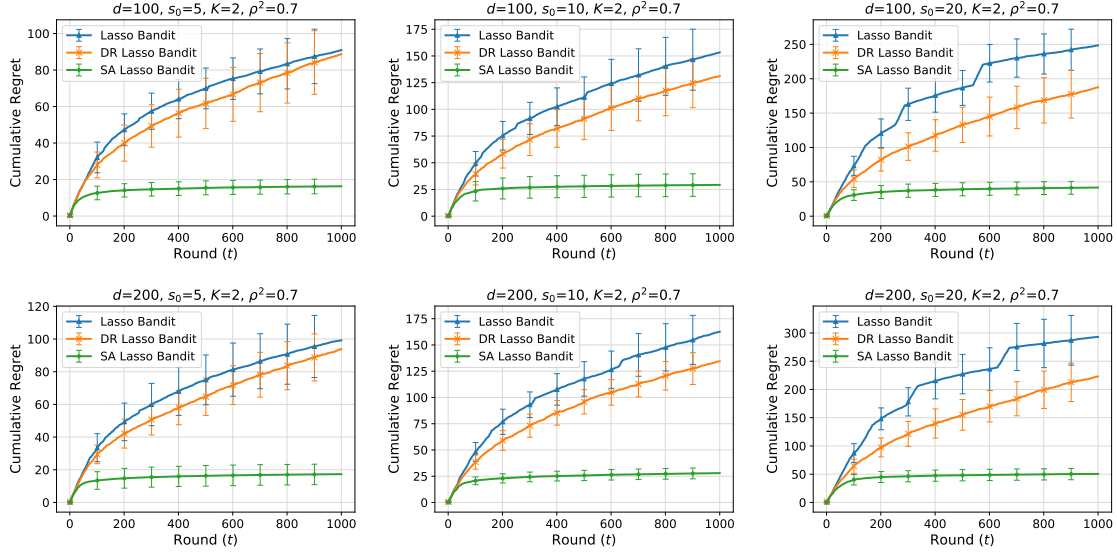 d=100, s₀=5, K=2, ρ²=0.7
Cumulative Regret
100
80
60
40
20
0
Lasso Bandit
DR Lasso Bandit
SA Lasso Bandit
0 200 400 600 800 1000
Round (t)
d=100, s₀=10, K=2, ρ²=0.7
Cumulative Regret
175
150
125
100
75
50
25
0
Lasso Bandit
DR Lasso Bandit
SA Lasso Bandit
0 200 400 600 800 1000
Round (t)
d=100, s₀=20, K=2, ρ²=0.7
Cumulative Regret
250
200
150
100
50
0
Lasso Bandit
DR Lasso Bandit
SA Lasso Bandit
0 200 400 600 800 1000
Round (t)
d=200, s₀=5, K=2, ρ²=0.7
Cumulative Regret
120
100
80
60
40
20
0
Lasso Bandit
DR Lasso Bandit
SA Lasso Bandit
0 200 400 600 800 1000
Round (t)
d=200, s₀=10, K=2, ρ²=0.7
Cumulative Regret
175
150
125
100
75
50
25
0
Lasso Bandit
DR Lasso Bandit
SA Lasso Bandit
0 200 400 600 800 1000
Round (t)
d=200, s₀=20, K=2, ρ²=0.7
Cumulative Regret
300
250
200
150
100
50
0
Lasso Bandit
DR Lasso Bandit
SA Lasso Bandit
0 200 400 600 800 1000
Round (t)